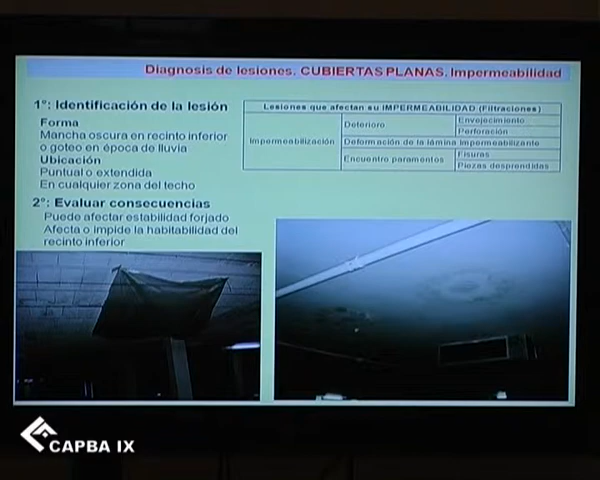 Diagnosis de lesiones. CUBIERTAS PLANAS. Impermeabilidad
1°: Identificación de la lesión
Forma
Mancha oscura en recinto inferior
o goteo en época de lluvia
Ubicación
Puntual o extendida
En cualquier zona del techo
2°: Evaluar consecuencias
Puede afectar estabilidad forjado
Afecta o impide la habitabilidad del
recinto inferior
Lesiones que afectan su IMPERMEABILIDAD (Filtraciones)
Impermeabilización
Deterioro
Envejecimiento
Perforación
Deformación de la lámina impermeabilizante
Encuentro paramentos
Fisuras
Piezas desprendidas
CAPBA IX